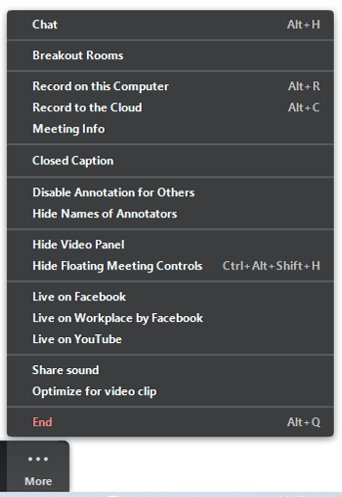 Chat Alt+H
Breakout Rooms
Record on this Computer Alt+R
Record to the Cloud Alt+C
Meeting Info
Closed Caption
Disable Annotation for Others
Hide Names of Annotators
Hide Video Panel
Hide Floating Meeting Controls Ctrl+Alt+Shift+H
Live on Facebook
Live on Workplace by Facebook
Live on YouTube
Share sound
Optimize for video clip
End Alt+Q
More